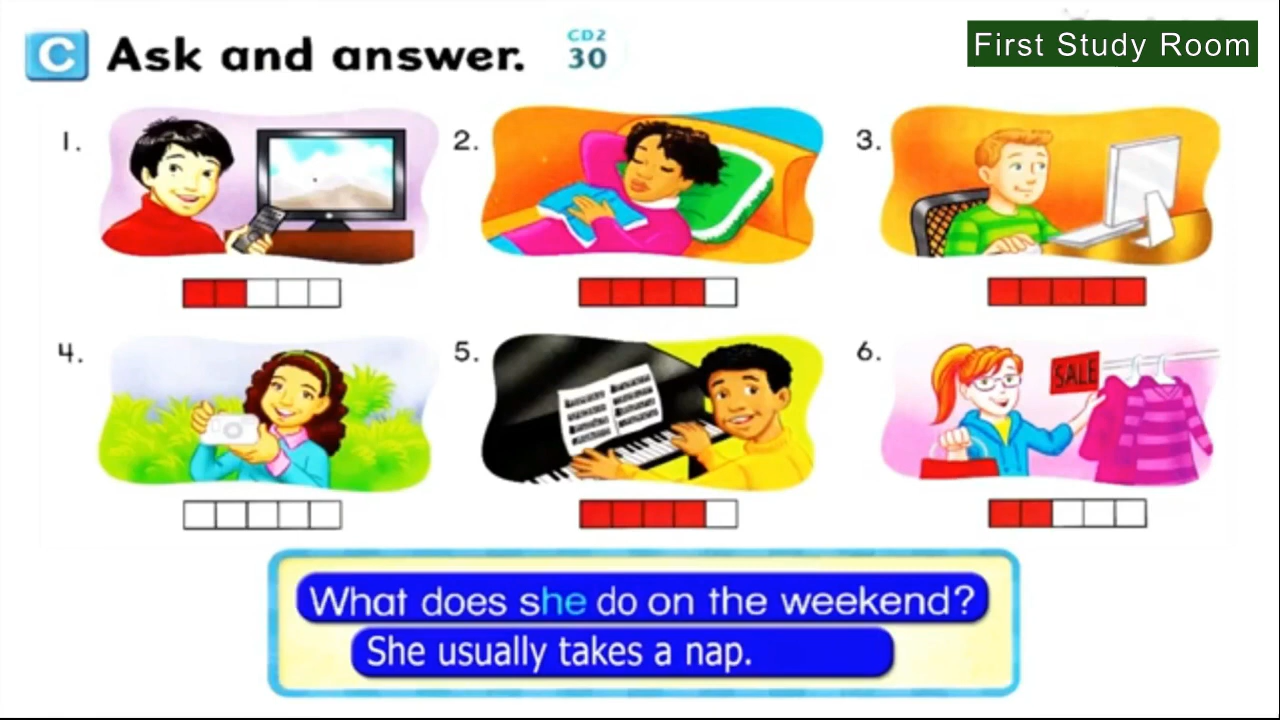 C Ask and answer. CD2 30
First Study Room
1. 2. 3.
4. 5. 6.
SALE
What does she do on the weekend?
She usually takes a nap.